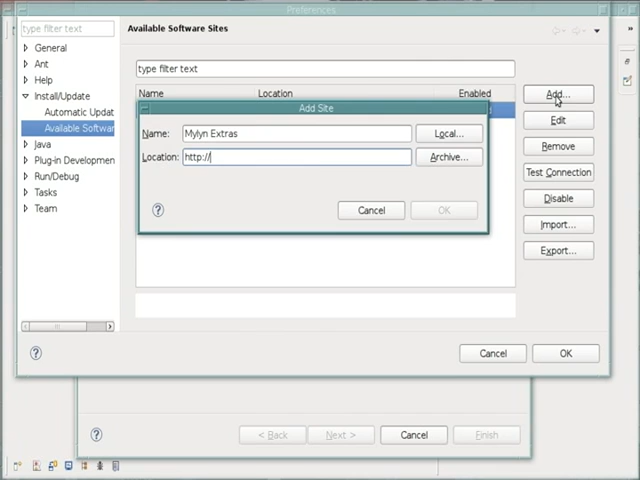 Preferences
type filter text
General
Ant
Help
Install/Update
Automatic Updat
Available Softwar
Java
Plug-in Developmen
Run/Debug
Tasks
Team
Available Software Sites
type filter text
Name Location Enabled
Add...
Edit
Remove
Test Connection
Disable
Import...
Export...
Add Site
Name: Mylyn Extras Local...
Location: http:// Archive...
Cancel OK
Cancel OK
< Back Next > Cancel Finish